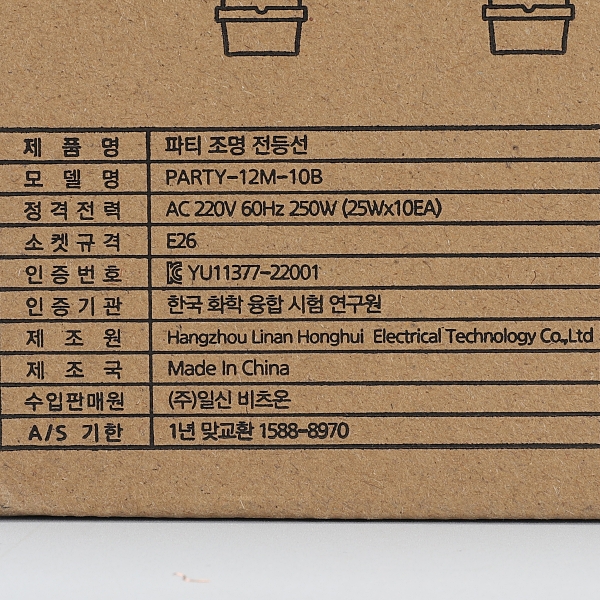 제 품 명 파티 조명 전등선
모 델 명 PARTY-12M-10B
정격전력 AC 220V 60Hz 250W (25Wx10EA)
소켓규격 E26
인증번호 YU11377-22001
인증기관 한국 화학 융합 시험 연구원
제 조 원 Hangzhou Linan Honghui Electrical Technology Co.,Ltd
제 조 국 Made In China
수입판매원 (주)일신 비츠온
A/S 기한 1년 맞교환 1588-8970